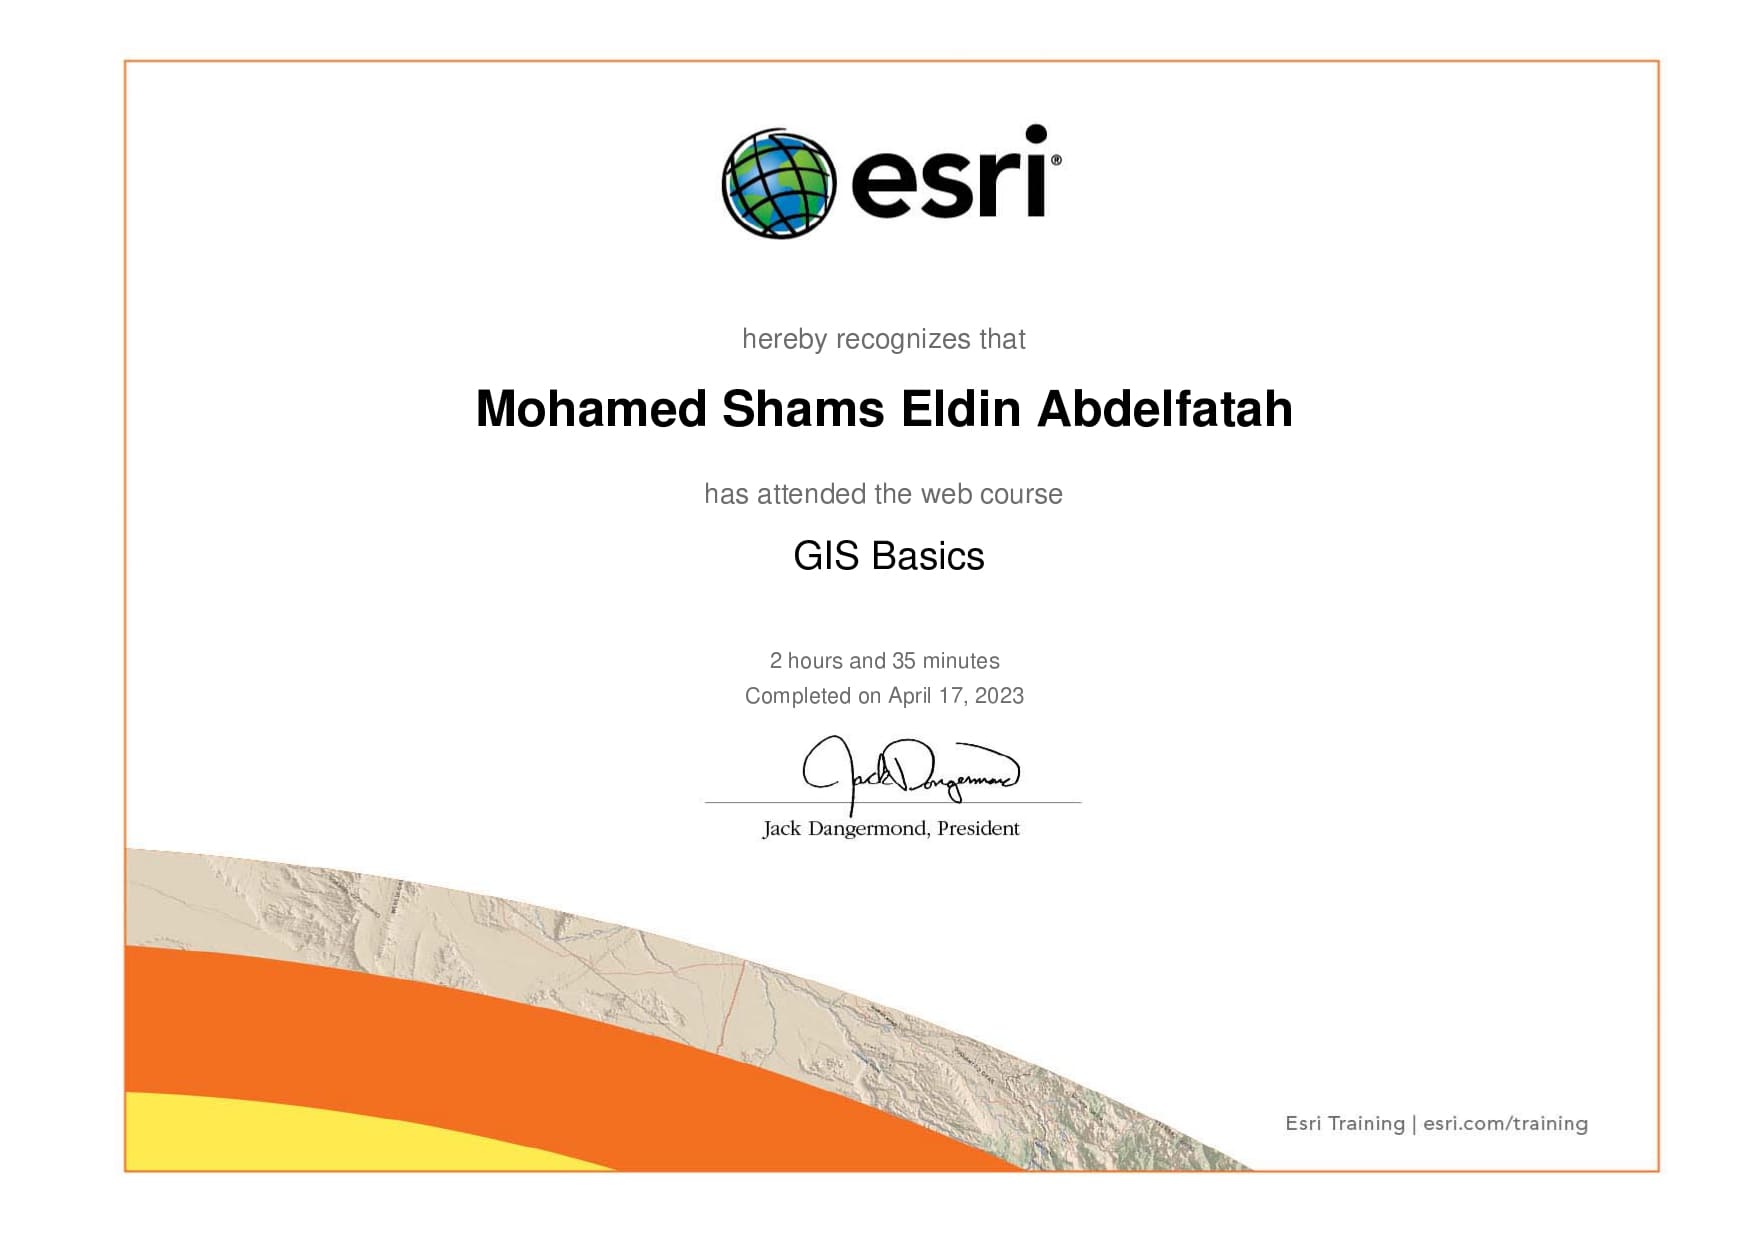 esri®
hereby recognizes that
Mohamed Shams Eldin Abdelfatah
has attended the web course
GIS Basics
2 hours and 35 minutes
Completed on April 17, 2023
Jack Dangermond
Jack Dangermond, President
Esri Training | esri.com/training